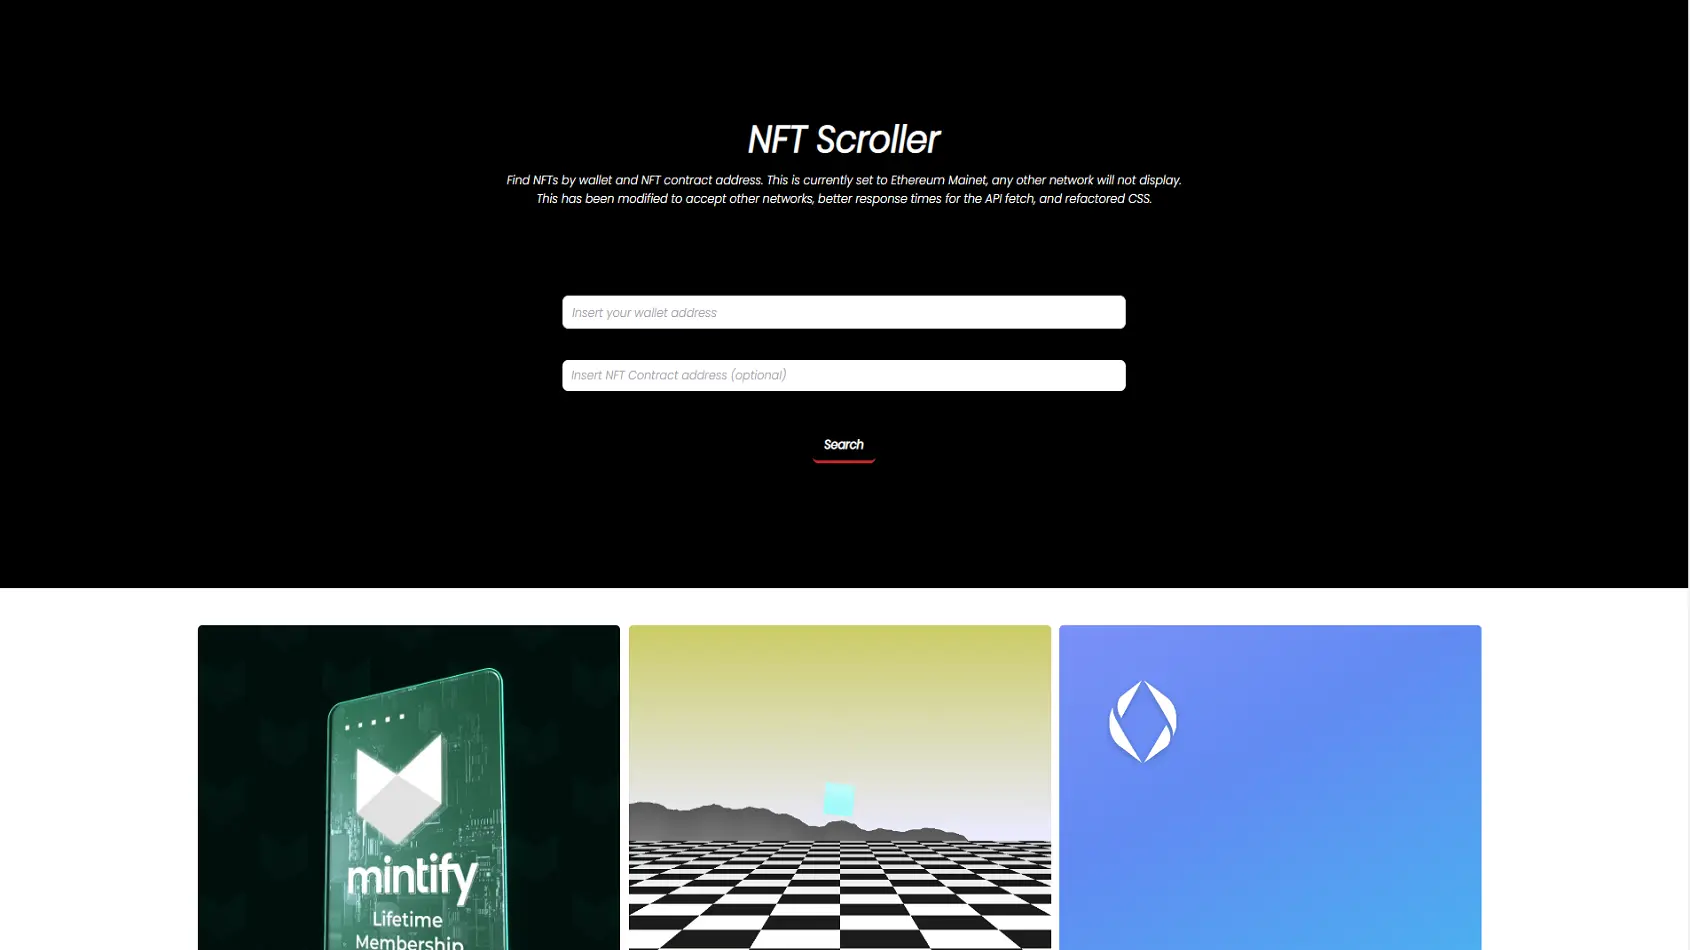 NFT Scroller
Find NFTs by wallet and NFT contract address. This is currently set to Ethereum Mainet, any other network will not display.
This has been modified to accept other networks, better response times for the API fetch, and refactored CSS.
Insert your wallet address
Insert NFT Contract address (optional)
Search
mintify
Lifetime
Membership